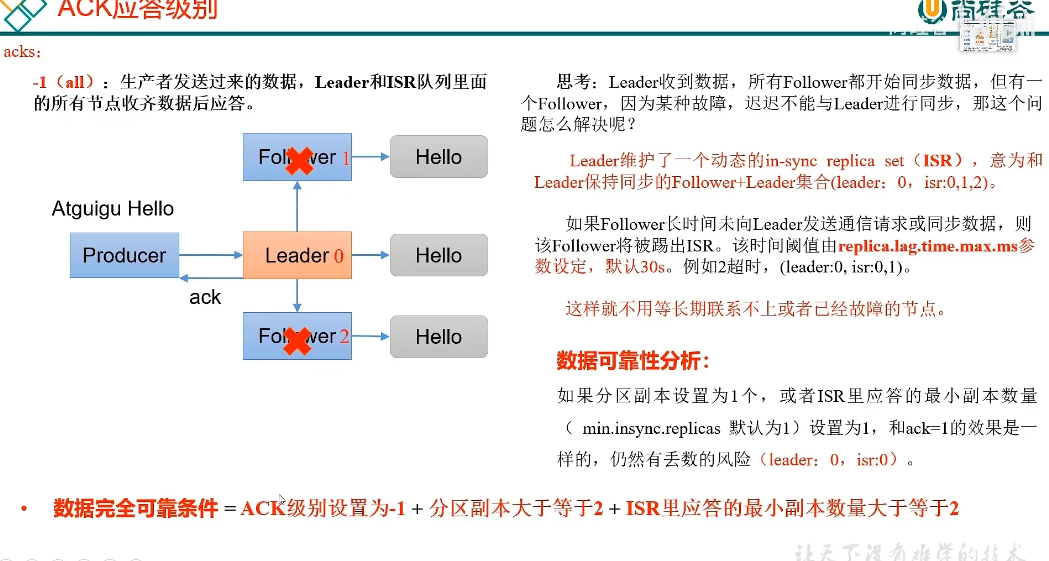 ACK应答级别
尚硅谷
acks:
-1（all）：生产者发送过来的数据，Leader和ISR队列里面
的所有节点收齐数据后应答。
Follower 1
Hello
Atguigu Hello
Producer
Leader 0
Hello
ack
Follower 2
Hello
思考：Leader收到数据，所有Follower都开始同步数据，但有一
个Follower，因为某种故障，迟迟不能与Leader进行同步，那这个问
题怎么解决呢？
Leader维护了一个动态的in-sync replica set（ISR），意为和
Leader保持同步的Follower+Leader集合(leader：0，isr:0,1,2)。
如果Follower长时间未向Leader发送通信请求或同步数据，则
该Follower将被踢出ISR。该时间阈值由replica.lag.time.max.ms参
数设定，默认30s。例如2超时，(leader:0, isr:0,1)。
这样就不用等长期联系不上或者已经故障的节点。
数据可靠性分析：
如果分区副本设置为1个，或者ISR里应答的最小副本数量
（ min.insync.replicas 默认为1）设置为1，和ack=1的效果是一
样的，仍然有丢数的风险（leader：0，isr:0）。
• 数据完全可靠条件 = ACK级别设置为-1 + 分区副本大于等于2 + ISR里应答的最小副本数量大于等于2
让天下没有难学的技术